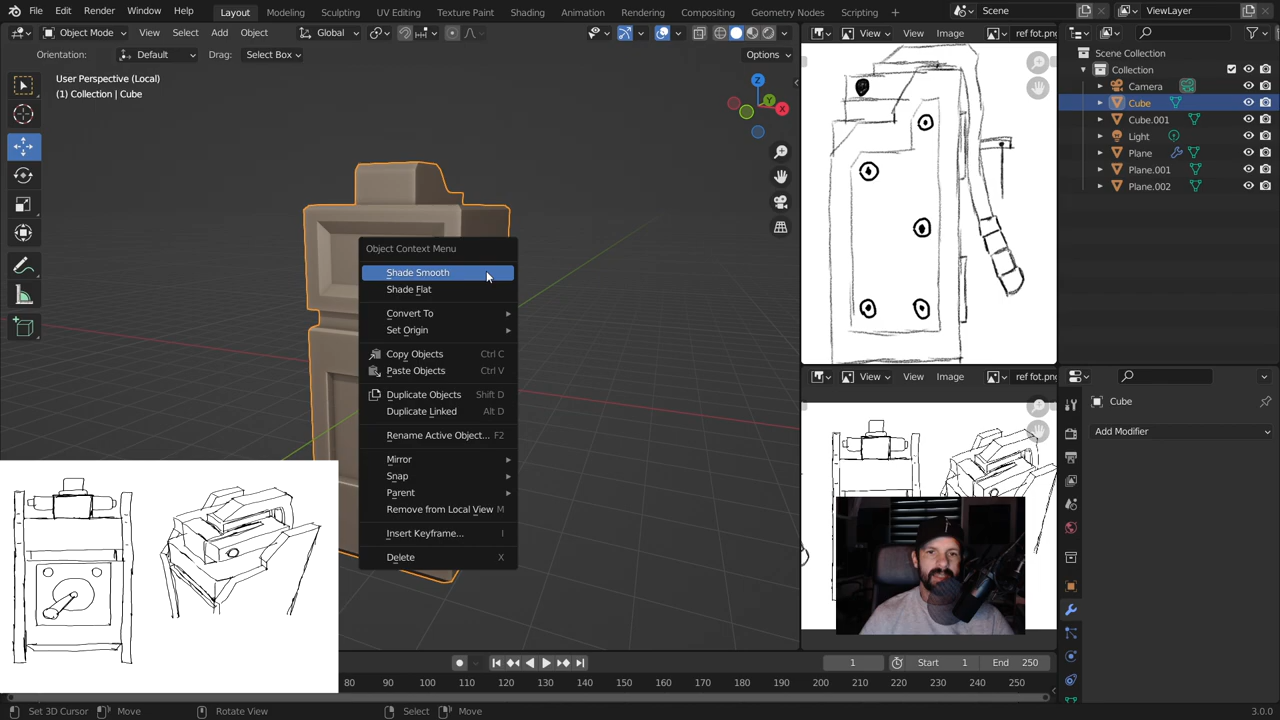 File Edit Render Window Help Layout Modeling Sculpting UV Editing Texture Paint Shading Animation Rendering Compositing Geometry Nodes Scripting Scene ViewLayer
Object Mode View Select Add Object Global View Image ref fot.png
Orientation: Default Drag: Select Box Options
Scene Collection
Collection
Camera
Cube
Cube.001
Light
Plane
Plane.001
Plane.002
User Perspective (Local)
(1) Collection | Cube
Z
Y
X
Object Context Menu
Shade Smooth
Shade Flat
Convert To
Set Origin
Copy Objects Ctrl C
Paste Objects Ctrl V
Duplicate Objects Shift D
Duplicate Linked Alt D
Rename Active Object... F2
Mirror
Snap
Parent
Remove from Local View M
Insert Keyframe... I
Delete X
View View Image ref fot.png
Cube
Add Modifier
1 Start 1 End 250
80 90 100 110 120 130 140 150 160 170 180 190 200 210 220 230 240 250
Set 3D Cursor Move Rotate View Select Move 3.0.0